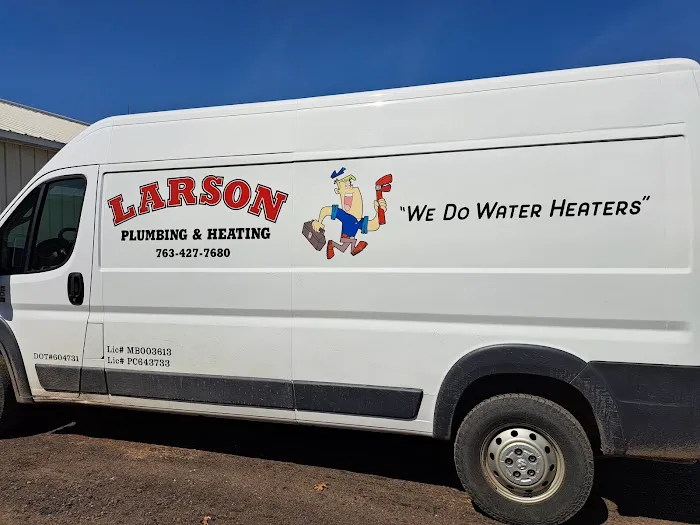 LARSON
PLUMBING & HEATING
763-427-7680
"WE DO WATER HEATERS"
DOT#604731
Lic# MB003613
Lic# PC643733